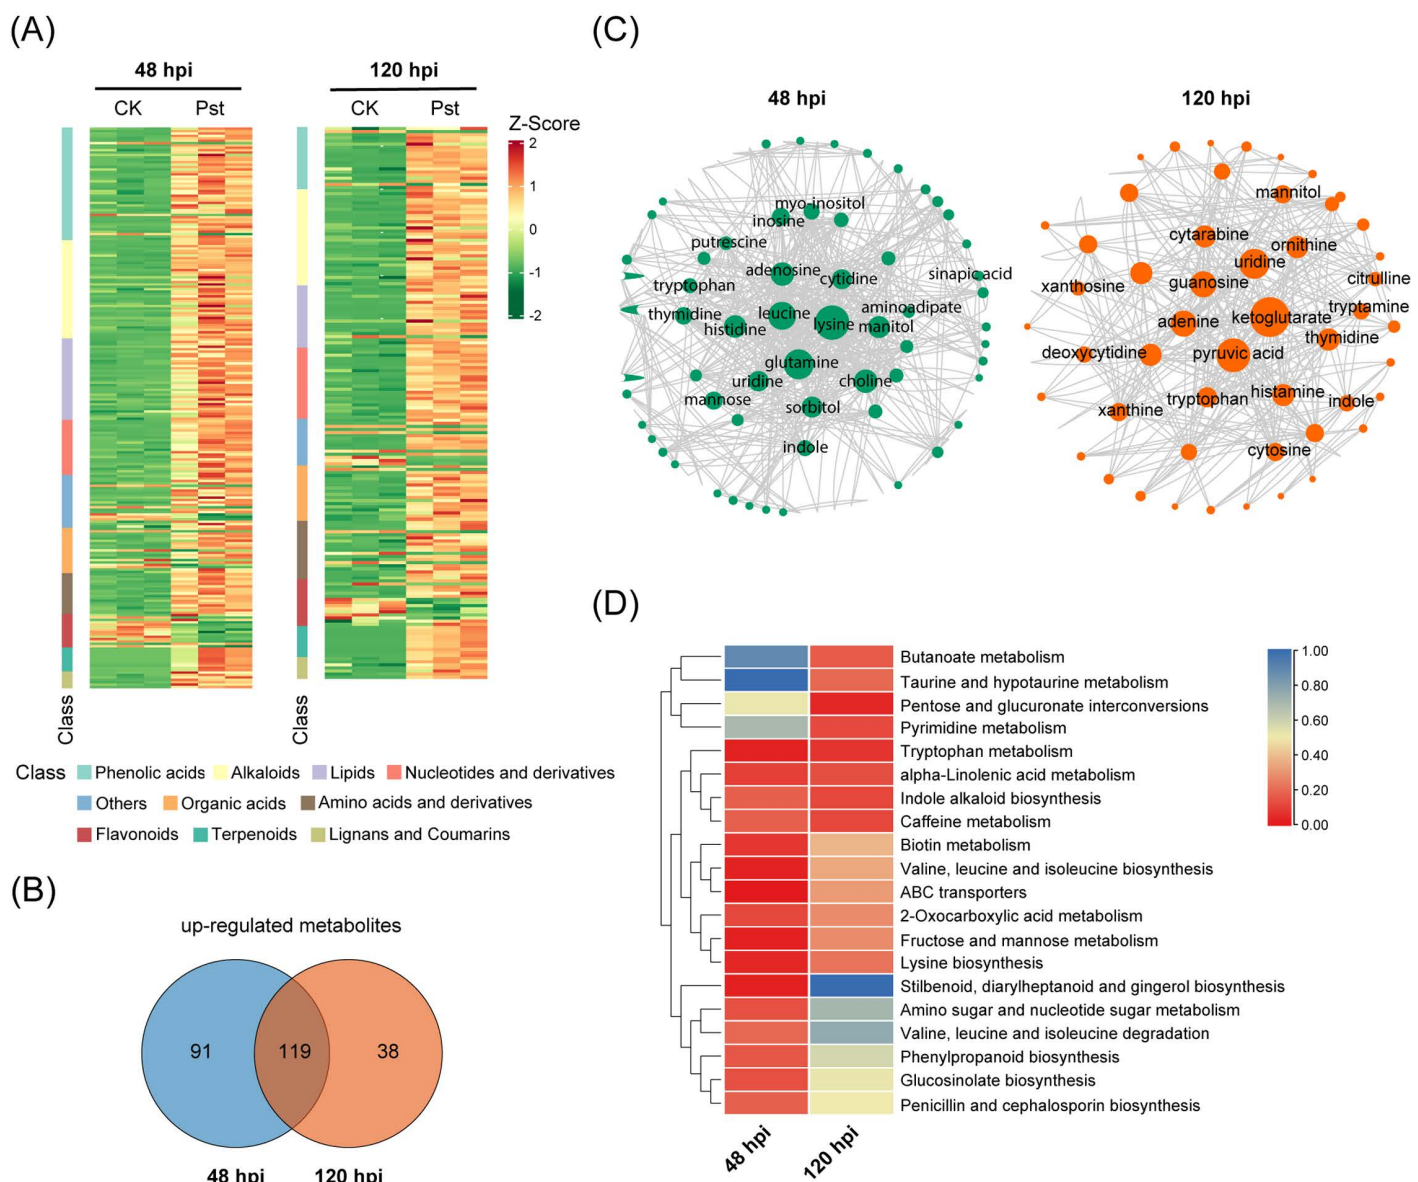 (A)
48 hpi
120 hpi
CK
Pst
CK
Pst
Z-Score
2
1
0
-1
-2
Class
Class
Class
Phenolic acids
Alkaloids
Lipids
Nucleotides and derivatives
Others
Organic acids
Amino acids and derivatives
Flavonoids
Terpenoids
Lignans and Coumarins
(B)
up-regulated metabolites
91
119
38
48 hpi
120 hpi
(C)
48 hpi
myo-inositol
inosine
putrescine
adenosine
cytidine
sinapic acid
tryptophan
thymidine
leucine
aminoadipate
histidine
lysine
manitol
glutamine
uridine
choline
mannose
sorbitol
indole
120 hpi
mannitol
cytarabine
ornithine
uridine
citrulline
xanthosine
guanosine
tryptamine
adenine
ketoglutarate
thymidine
deoxycytidine
pyruvic acid
histamine
tryptophan
indole
xanthine
cytosine
(D)
Butanoate metabolism
Taurine and hypotaurine metabolism
Pentose and glucuronate interconversions
Pyrimidine metabolism
Tryptophan metabolism
alpha-Linolenic acid metabolism
Indole alkaloid biosynthesis
Caffeine metabolism
Biotin metabolism
Valine, leucine and isoleucine biosynthesis
ABC transporters
2-Oxocarboxylic acid metabolism
Fructose and mannose metabolism
Lysine biosynthesis
Stilbenoid, diarylheptanoid and gingerol biosynthesis
Amino sugar and nucleotide sugar metabolism
Valine, leucine and isoleucine degradation
Phenylpropanoid biosynthesis
Glucosinolate biosynthesis
Penicillin and cephalosporin biosynthesis
48 hpi
120 hpi
1.00
0.80
0.60
0.40
0.20
0.00